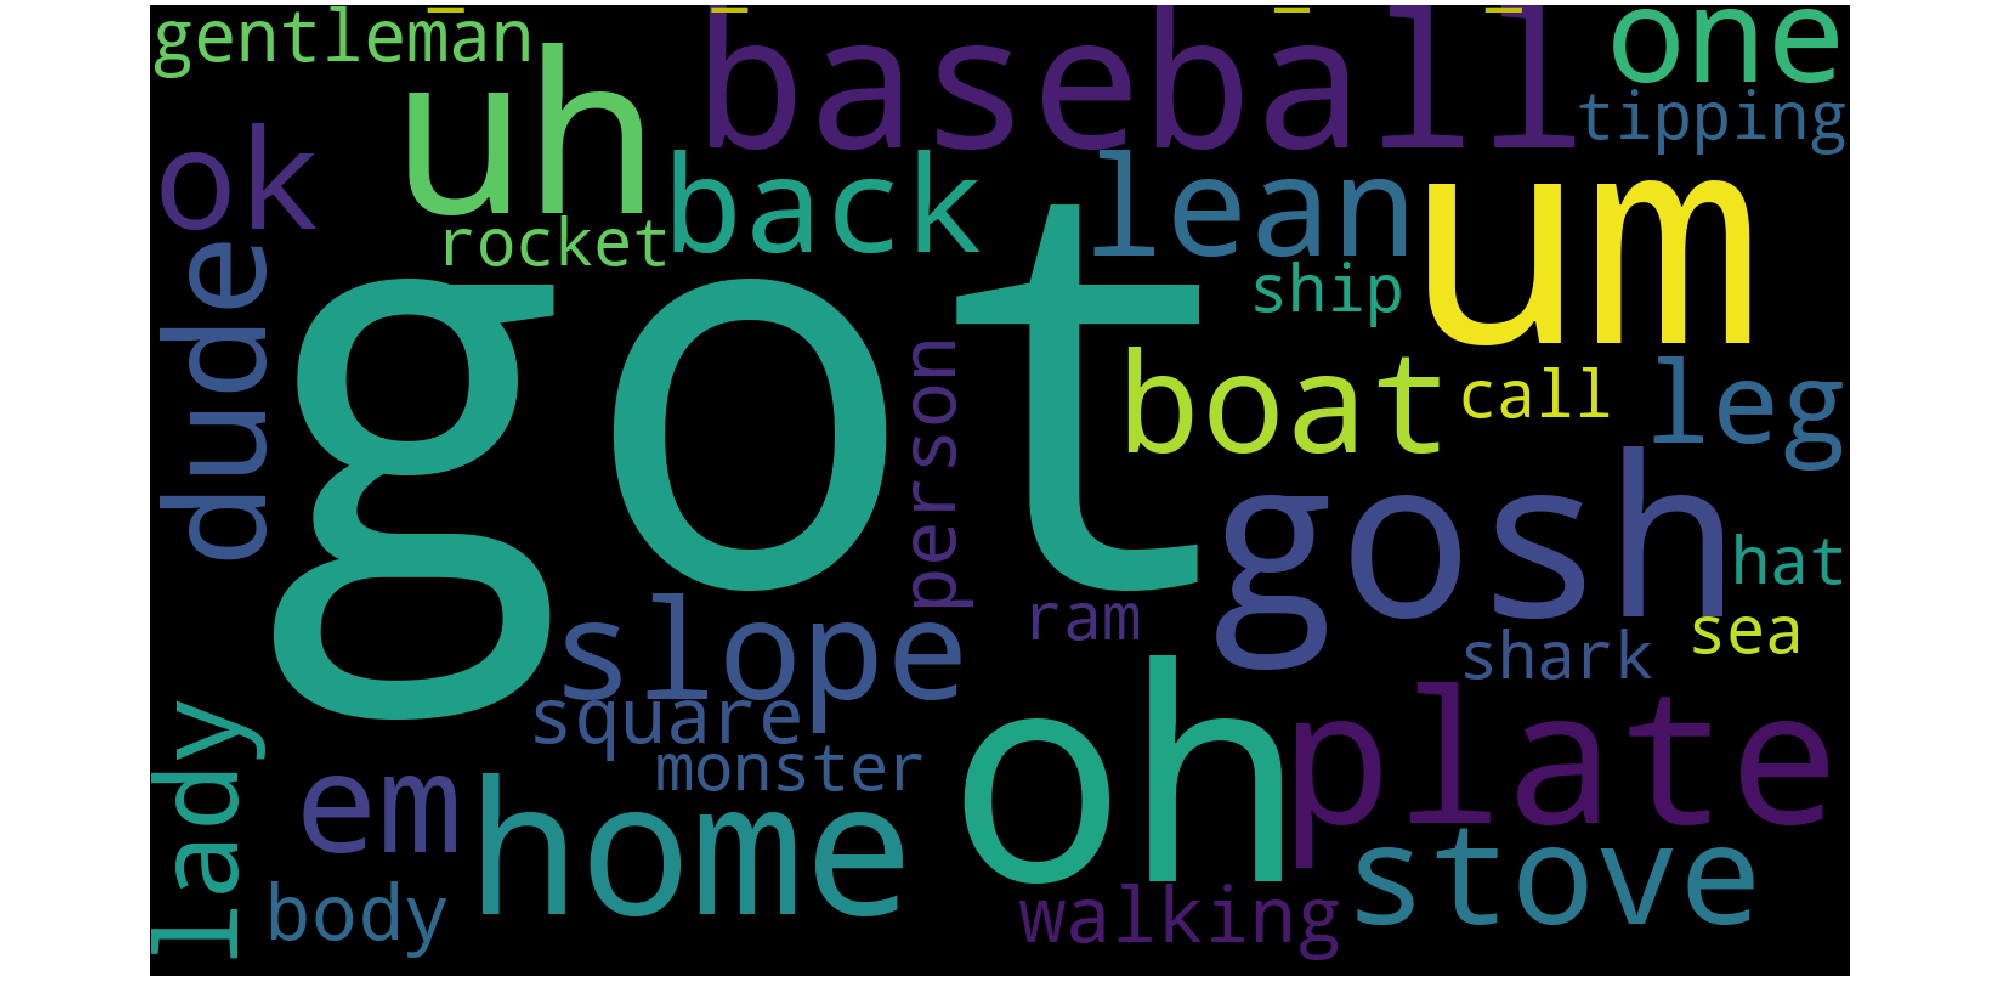 gentleman
uh
baseball
one
tipping
ok
rocket
back
lean
um
ship
dude
got
person
boat
call
leg
gosh
hat
ram
shark
sea
slope
square
monster
oh
plate
lady
em
home
stove
body
walking